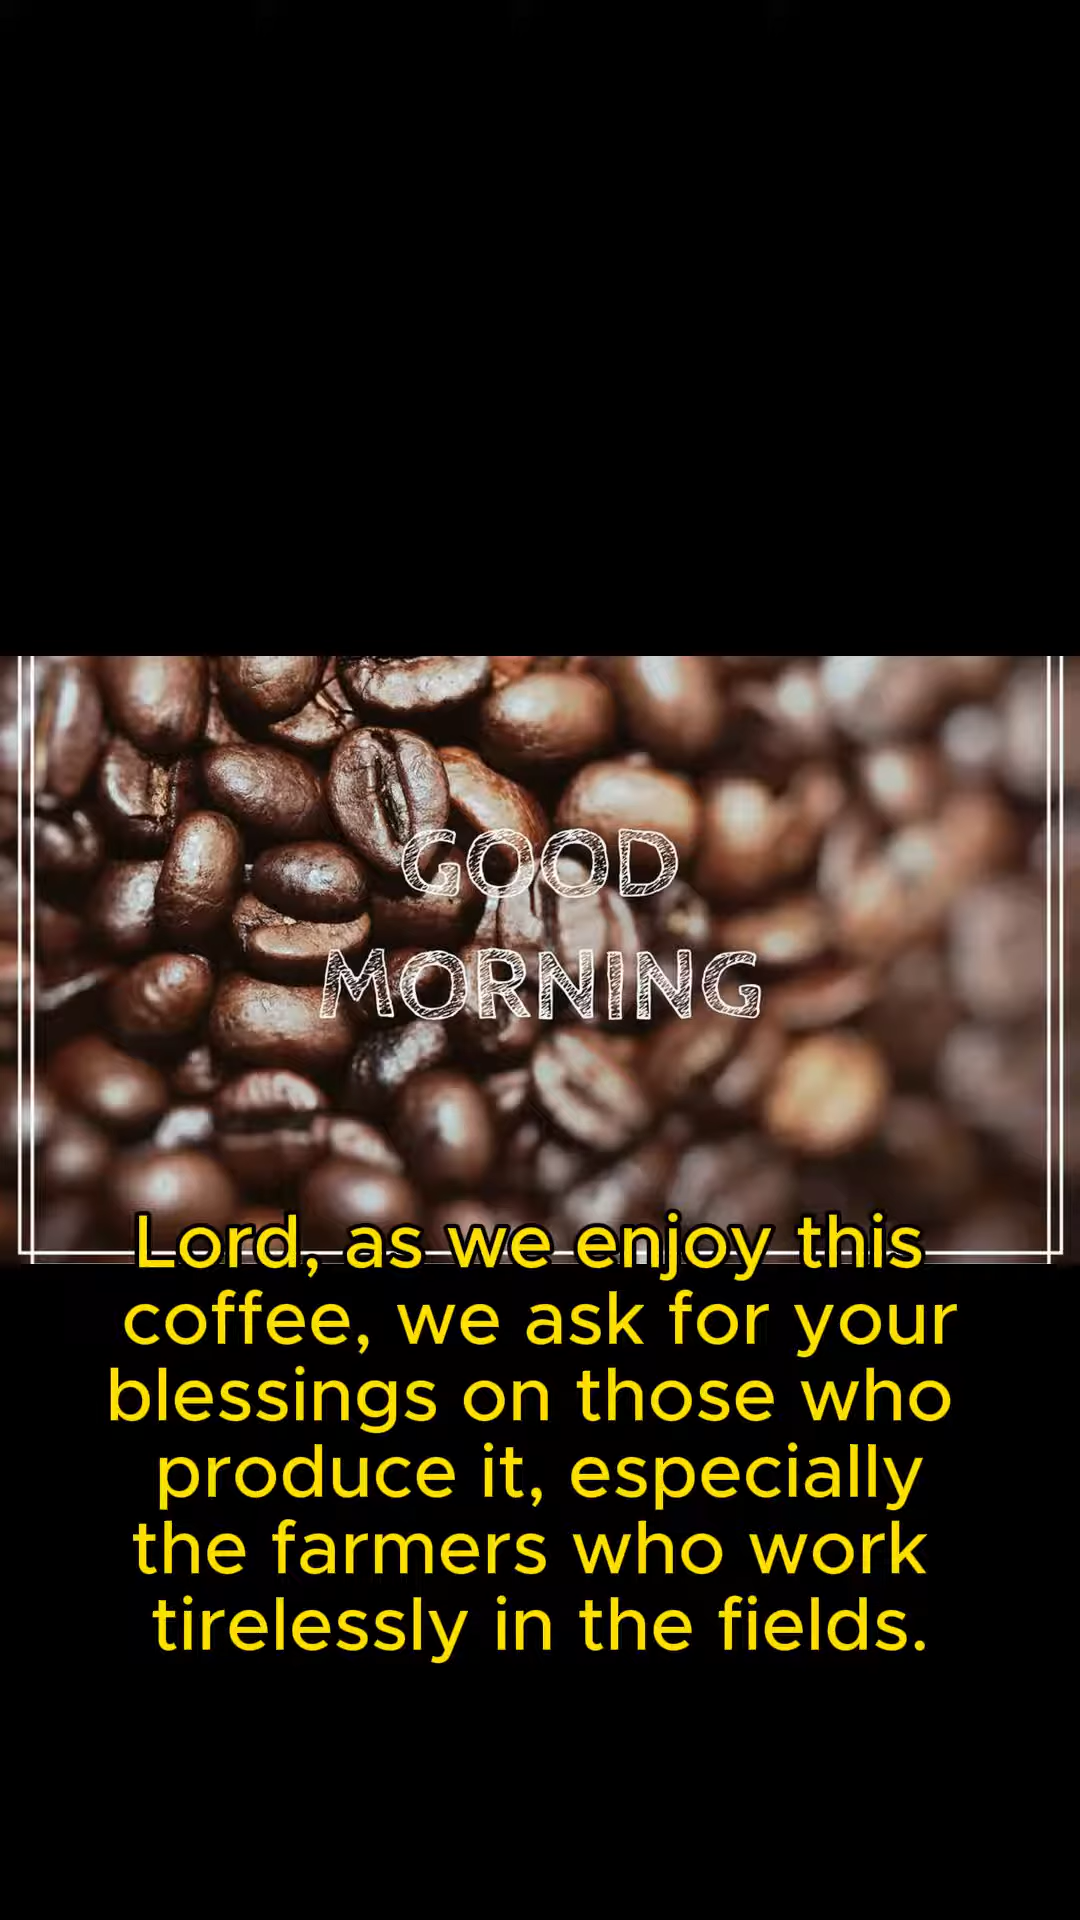 GOOD
MORNING
Lord, as we enjoy this
coffee, we ask for your
blessings on those who
produce it, especially
the farmers who work
tirelessly in the fields.